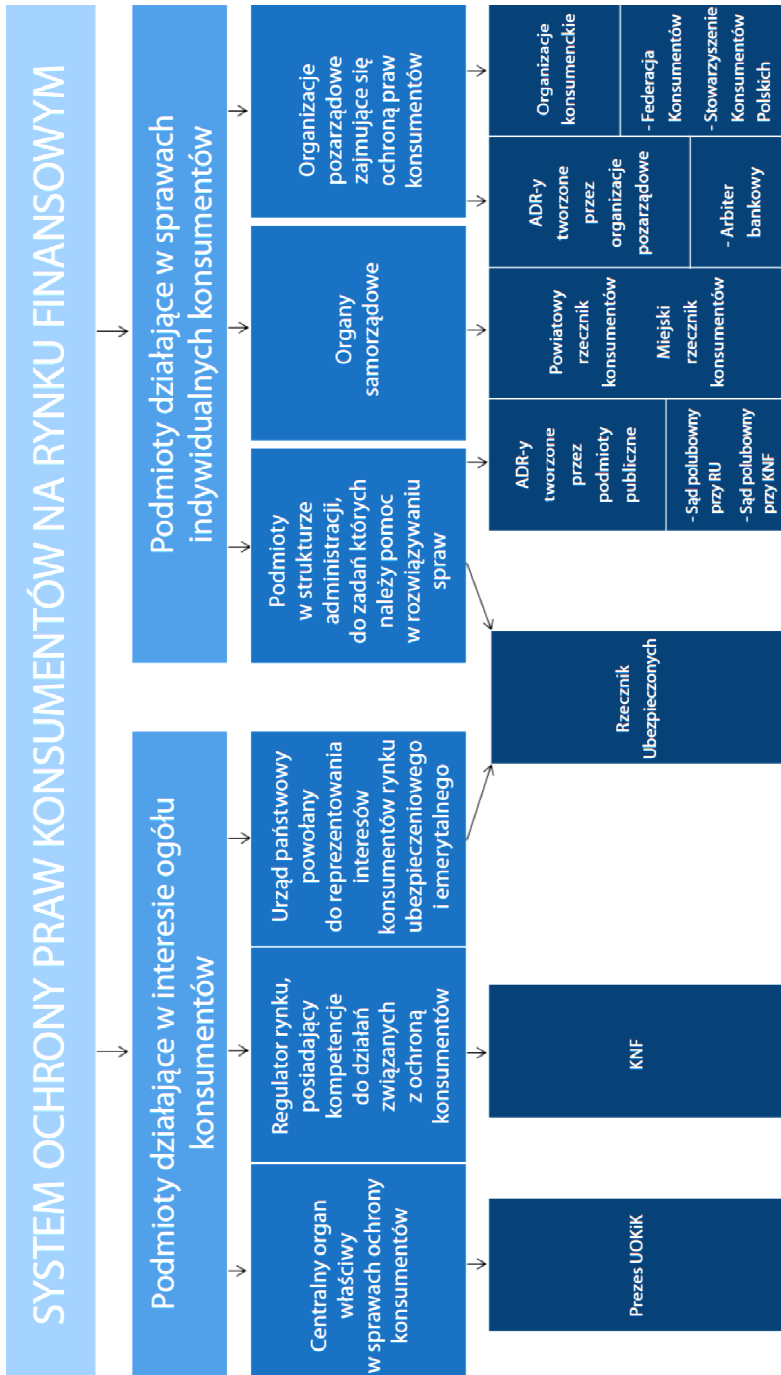 SYSTEM OCHRONY PRAW KONSUMENTÓW NA RYNKU FINANSOWYM
Podmioty działające w interesie ogółu
konsumentów
Podmioty działające w sprawach
indywidualnych konsumentów
Centralny organ
właściwy
w sprawach ochrony
konsumentów
Regulator rynku,
posiadający
kompetencje
do działań
związanych
z ochroną
konsumentów
Urząd państwowy
powołany
do reprezentowania
interesów
konsumentów rynku
ubezpieczeniowego
i emerytalnego
Podmioty
w strukturze
administracji,
do zadań których
należy pomoc
w rozwiązywaniu
spraw
Organy
samorządowe
Organizacje
pozarządowe
zajmujące się
ochroną praw
konsumentów
Prezes UOKiK
KNF
Rzecznik
Ubezpieczonych
ADR-y
tworzone
przez
podmioty
publiczne
- Sąd polubowny
przy RU
- Sąd polubowny
przy KNF
Powiatowy
rzecznik
konsumentów
Miejski
rzecznik
konsumentów
ADR-y
tworzone
przez
organizacje
pozarządowe
- Arbiter
bankowy
Organizacje
konsumenckie
- Federacja
Konsumentów
- Stowarzyszenie
Konsumentów
Polskich